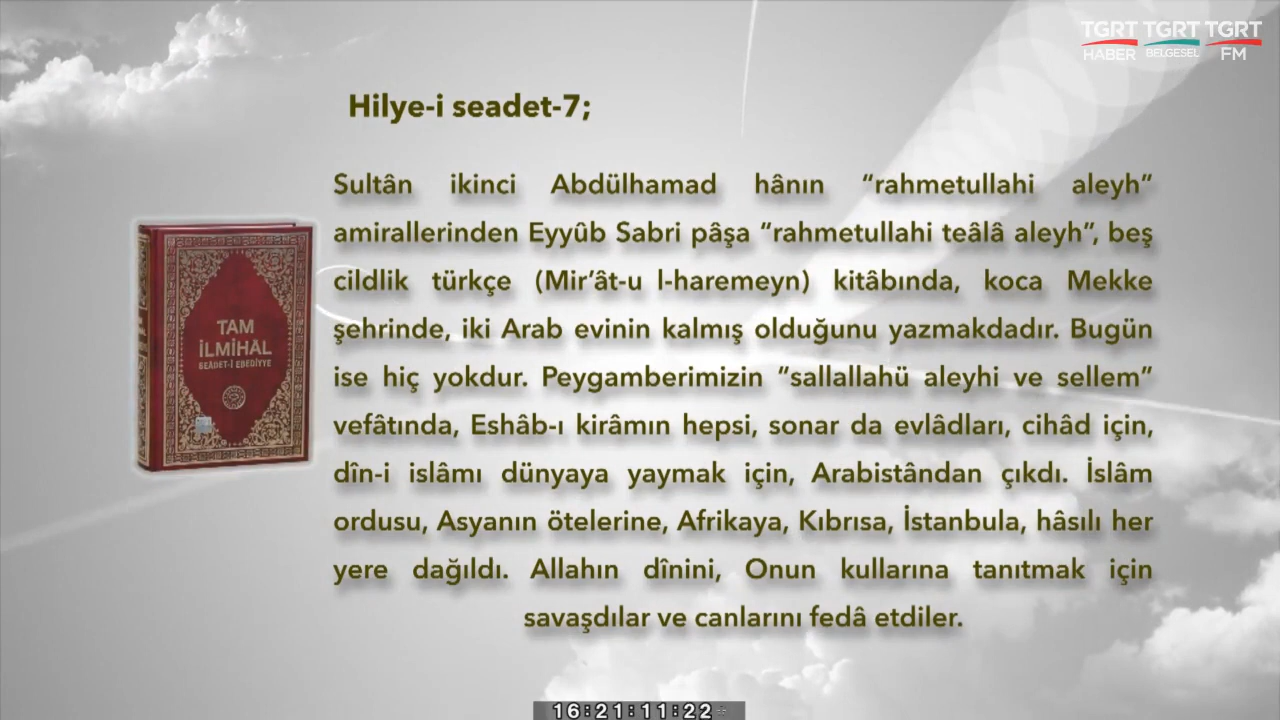 TGRT TGRT TGRT
HABER BELGESEL FM
Hilye-i seadet-7;
Sultân ikinci Abdülhamad hânın “rahmetullahi aleyh”
amirallerinden Eyyûb Sabri pâşa “rahmetullahi teâlâ aleyh”, beş
cildlik türkçe (Mir’ât-u l-haremeyn) kitâbında, koca Mekke
şehrinde, iki Arab evinin kalmış olduğunu yazmakdadır. Bugün
ise hiç yokdur. Peygamberimizin “sallallahü aleyhi ve sellem”
vefâtında, Eshâb-ı kirâmın hepsi, sonar da evlâdları, cihâd için,
dîn-i islâmı dünyaya yaymak için, Arabistândan çıkdı. İslâm
ordusu, Asyanın ötelerine, Afrikaya, Kıbrısa, İstanbula, hâsılı her
yere dağıldı. Allahın dînini, Onun kullarına tanıtmak için
savaşdılar ve canlarını fedâ etdiler.
TAM
İLMİHAL
SEÂDET-İ EBEDİYYE
16:21:11:22